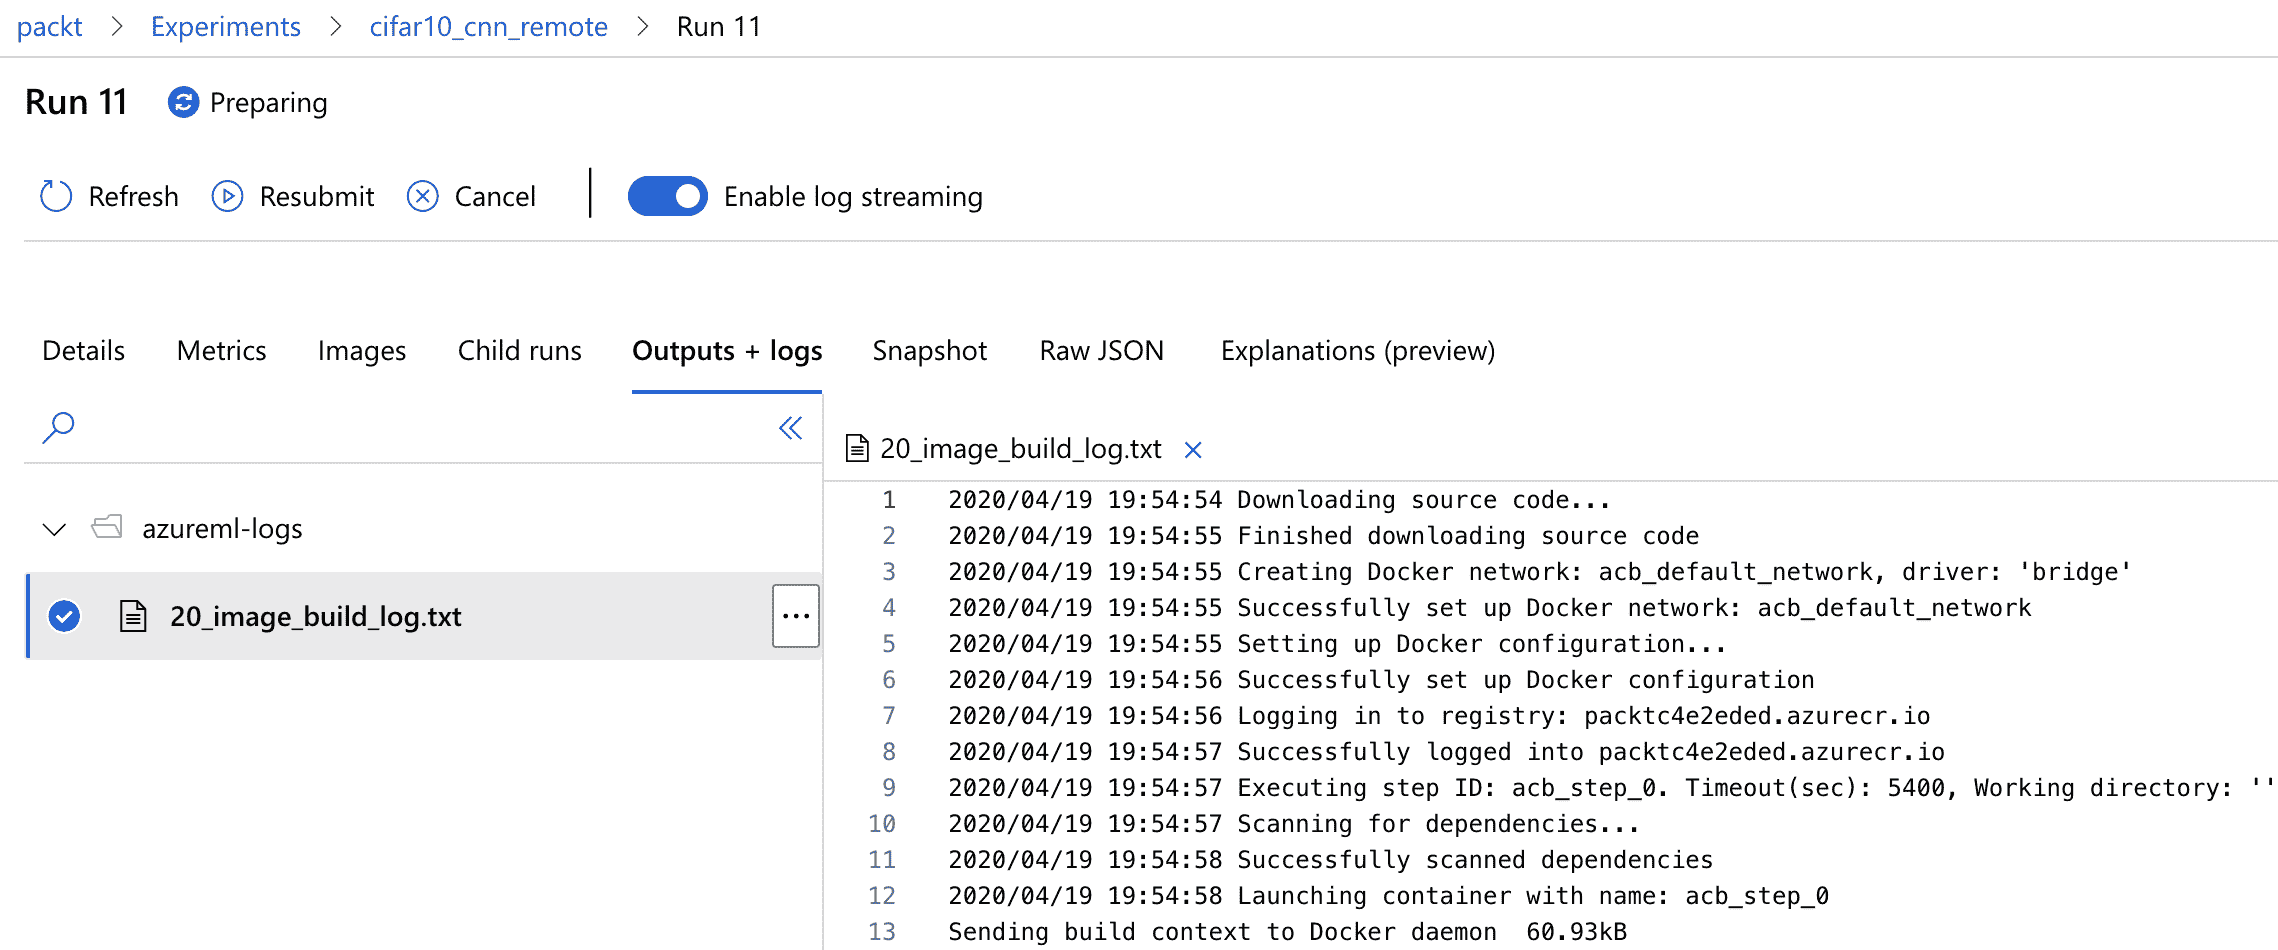 packt > Experiments > cifar10_cnn_remote > Run 11
Run 11 Preparing
Refresh Resubmit Cancel Enable log streaming
Details Metrics Images Child runs Outputs + logs Snapshot Raw JSON Explanations (preview)
azureml-logs
20_image_build_log.txt
20_image_build_log.txt
1 2020/04/19 19:54:54 Downloading source code...
2 2020/04/19 19:54:55 Finished downloading source code
3 2020/04/19 19:54:55 Creating Docker network: acb_default_network, driver: 'bridge'
4 2020/04/19 19:54:55 Successfully set up Docker network: acb_default_network
5 2020/04/19 19:54:55 Setting up Docker configuration...
6 2020/04/19 19:54:56 Successfully set up Docker configuration
7 2020/04/19 19:54:56 Logging in to registry: packtc4e2eded.azurecr.io
8 2020/04/19 19:54:57 Successfully logged into packtc4e2eded.azurecr.io
9 2020/04/19 19:54:57 Executing step ID: acb_step_0. Timeout(sec): 5400, Working directory: ''
10 2020/04/19 19:54:57 Scanning for dependencies...
11 2020/04/19 19:54:58 Successfully scanned dependencies
12 2020/04/19 19:54:58 Launching container with name: acb_step_0
13 Sending build context to Docker daemon  60.93kB